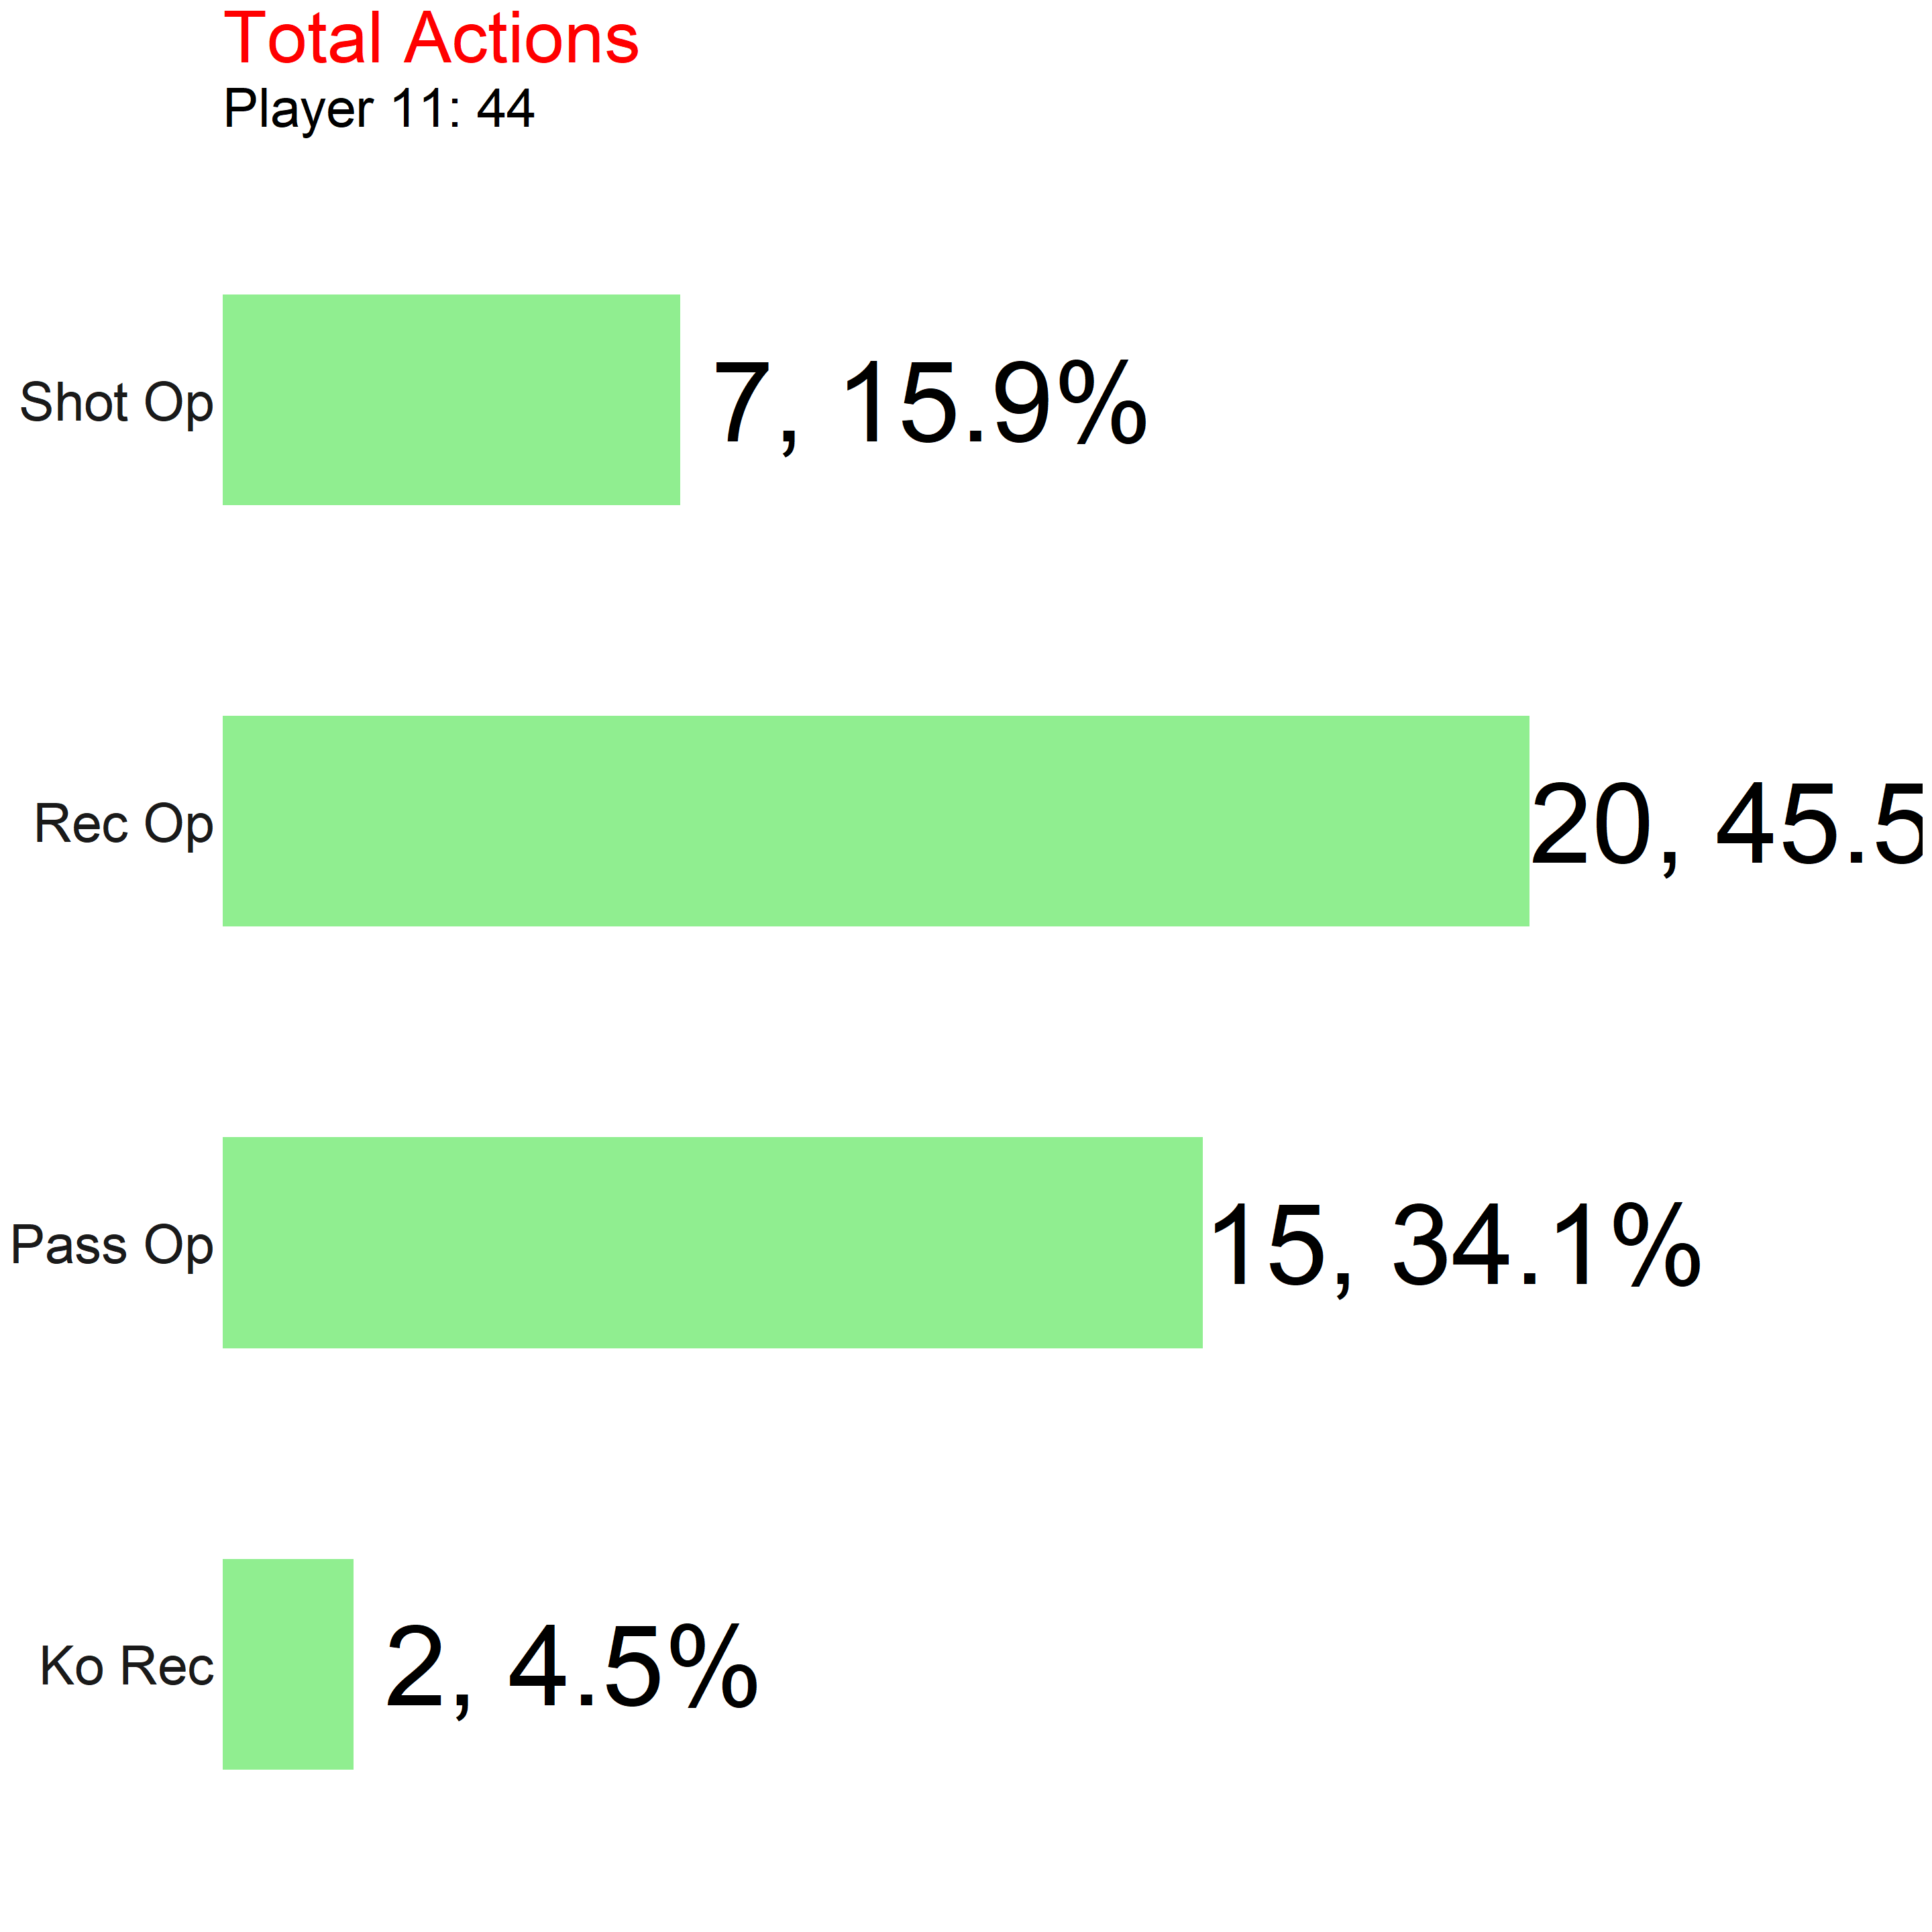 Total Actions
Player 11: 44
Shot Op 7, 15.9%
Rec Op 20, 45.5
Pass Op 15, 34.1%
Ko Rec 2, 4.5%